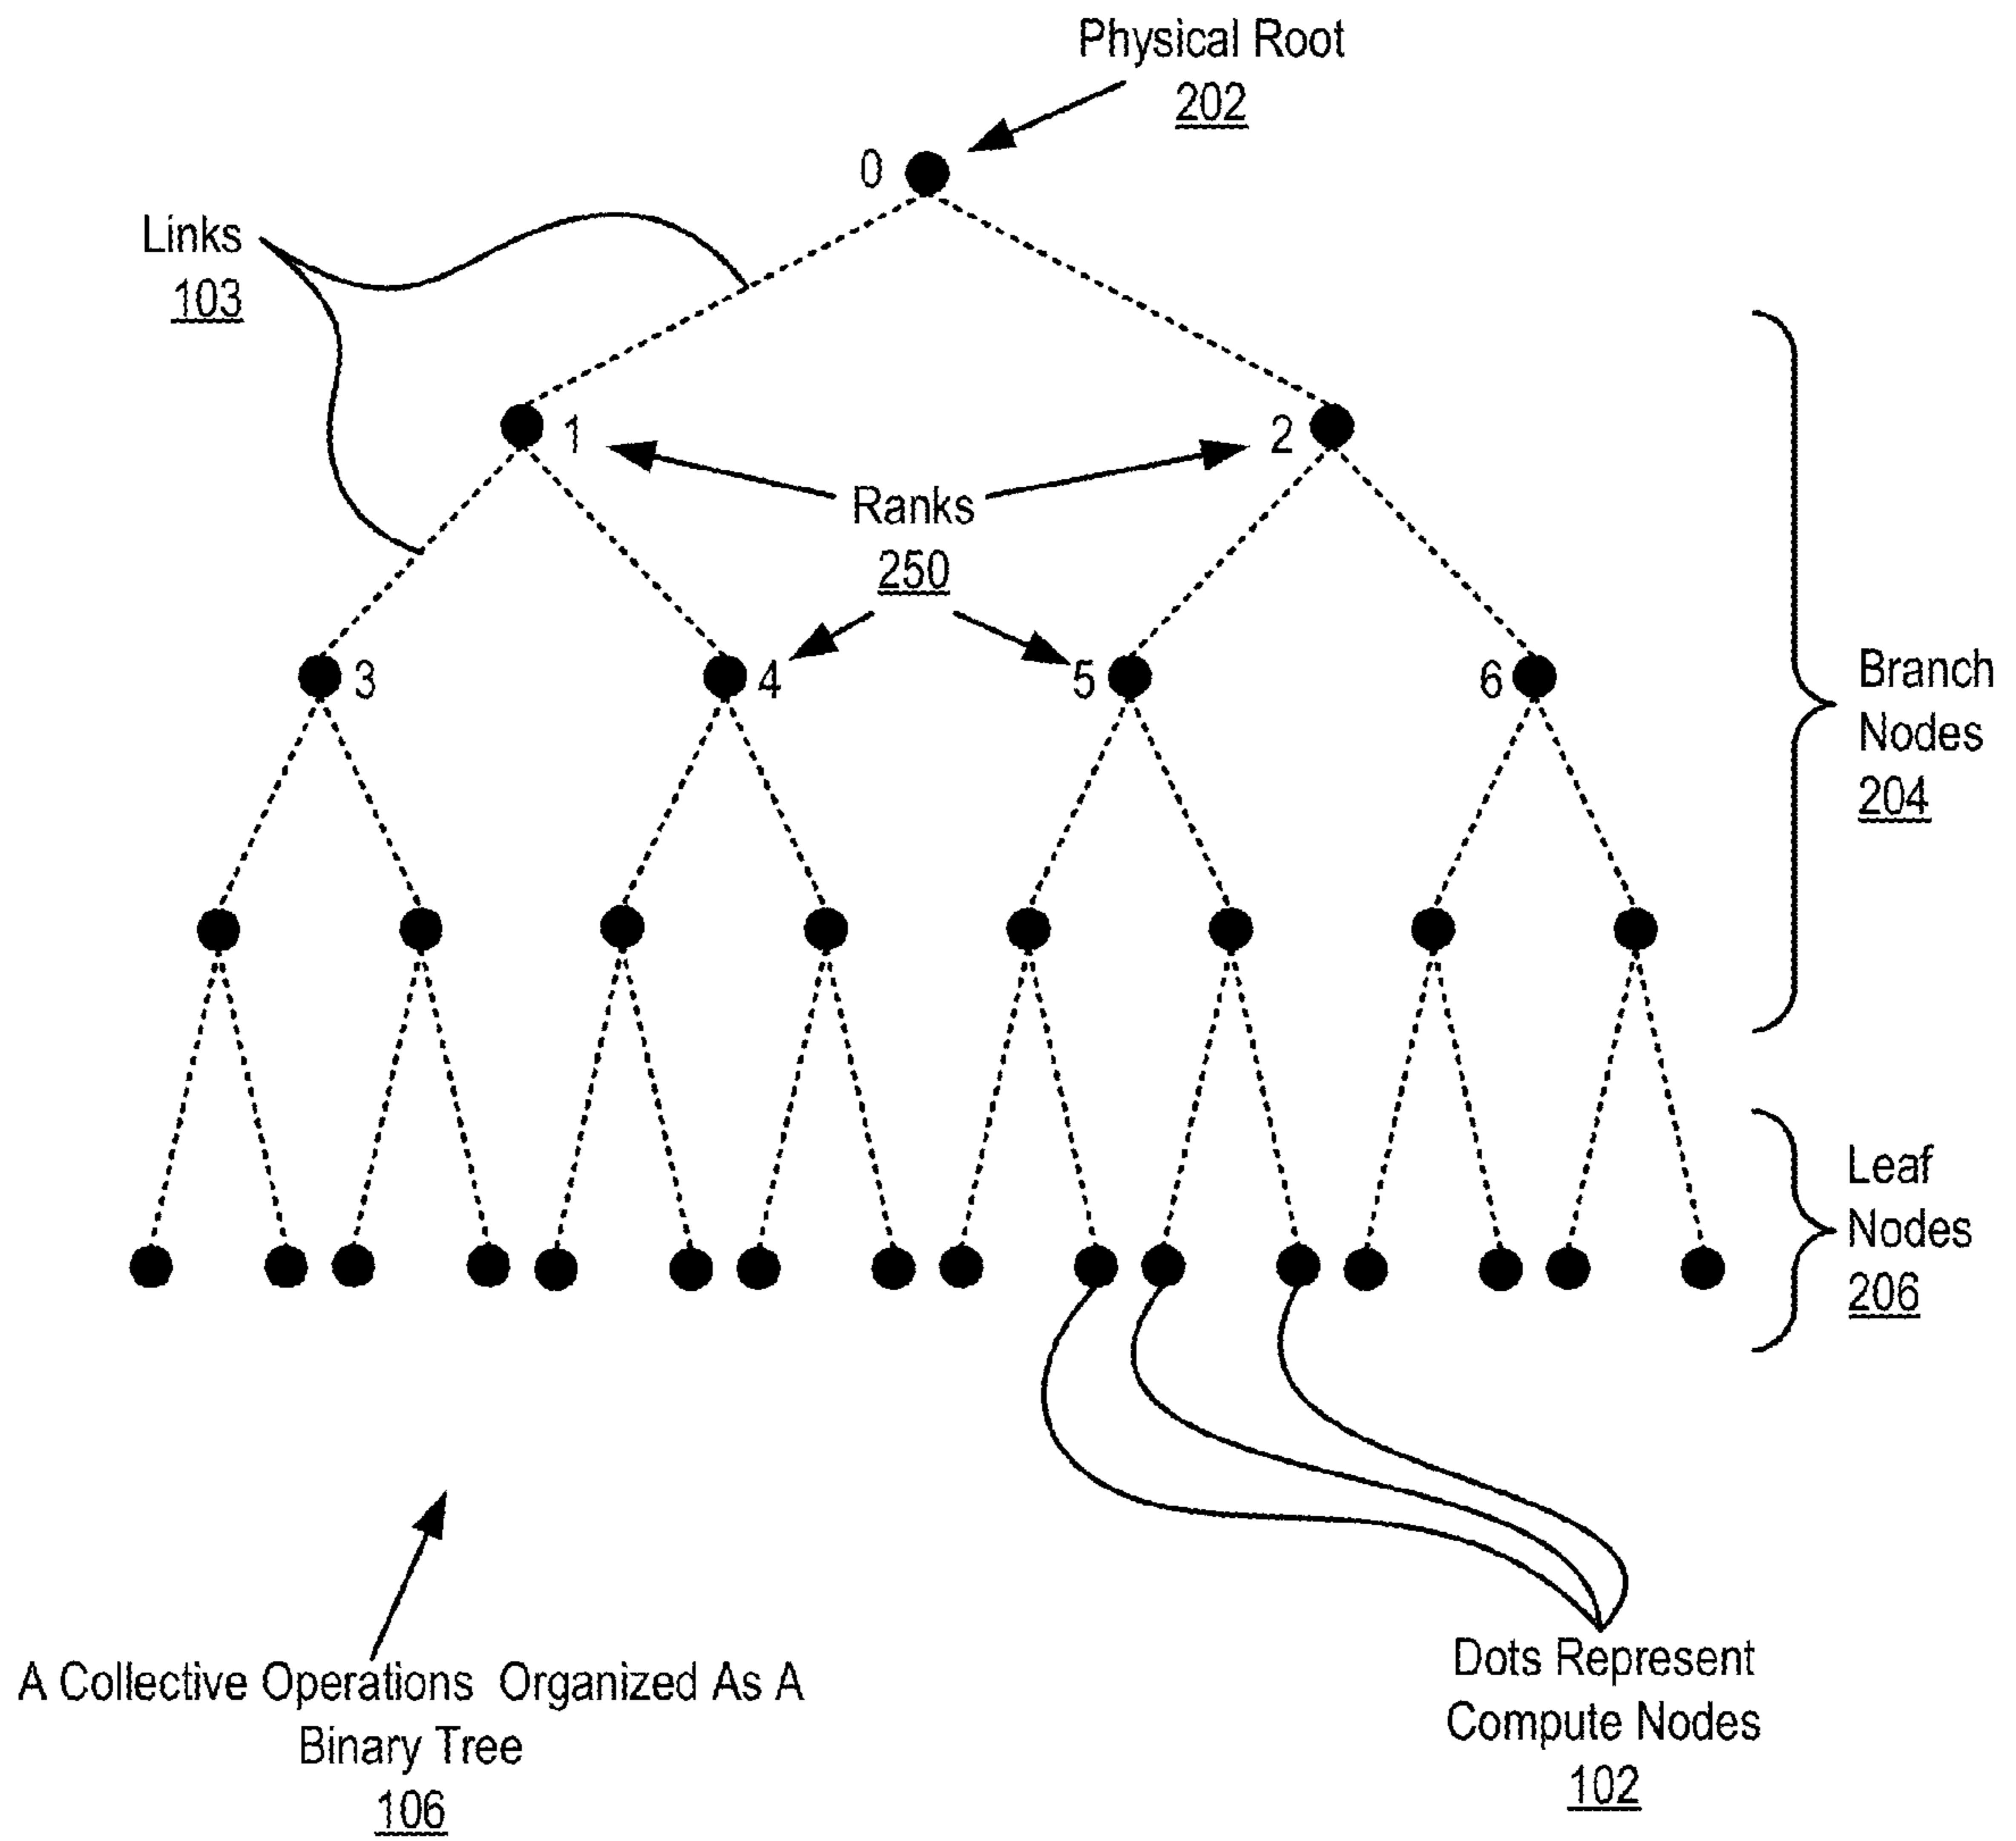 Physical Root
202
0
Links
103
1
2
Ranks
250
3
4
5
6
Branch
Nodes
204
Leaf
Nodes
206
A Collective Operations Organized As A
Binary Tree
106
Dots Represent
Compute Nodes
102